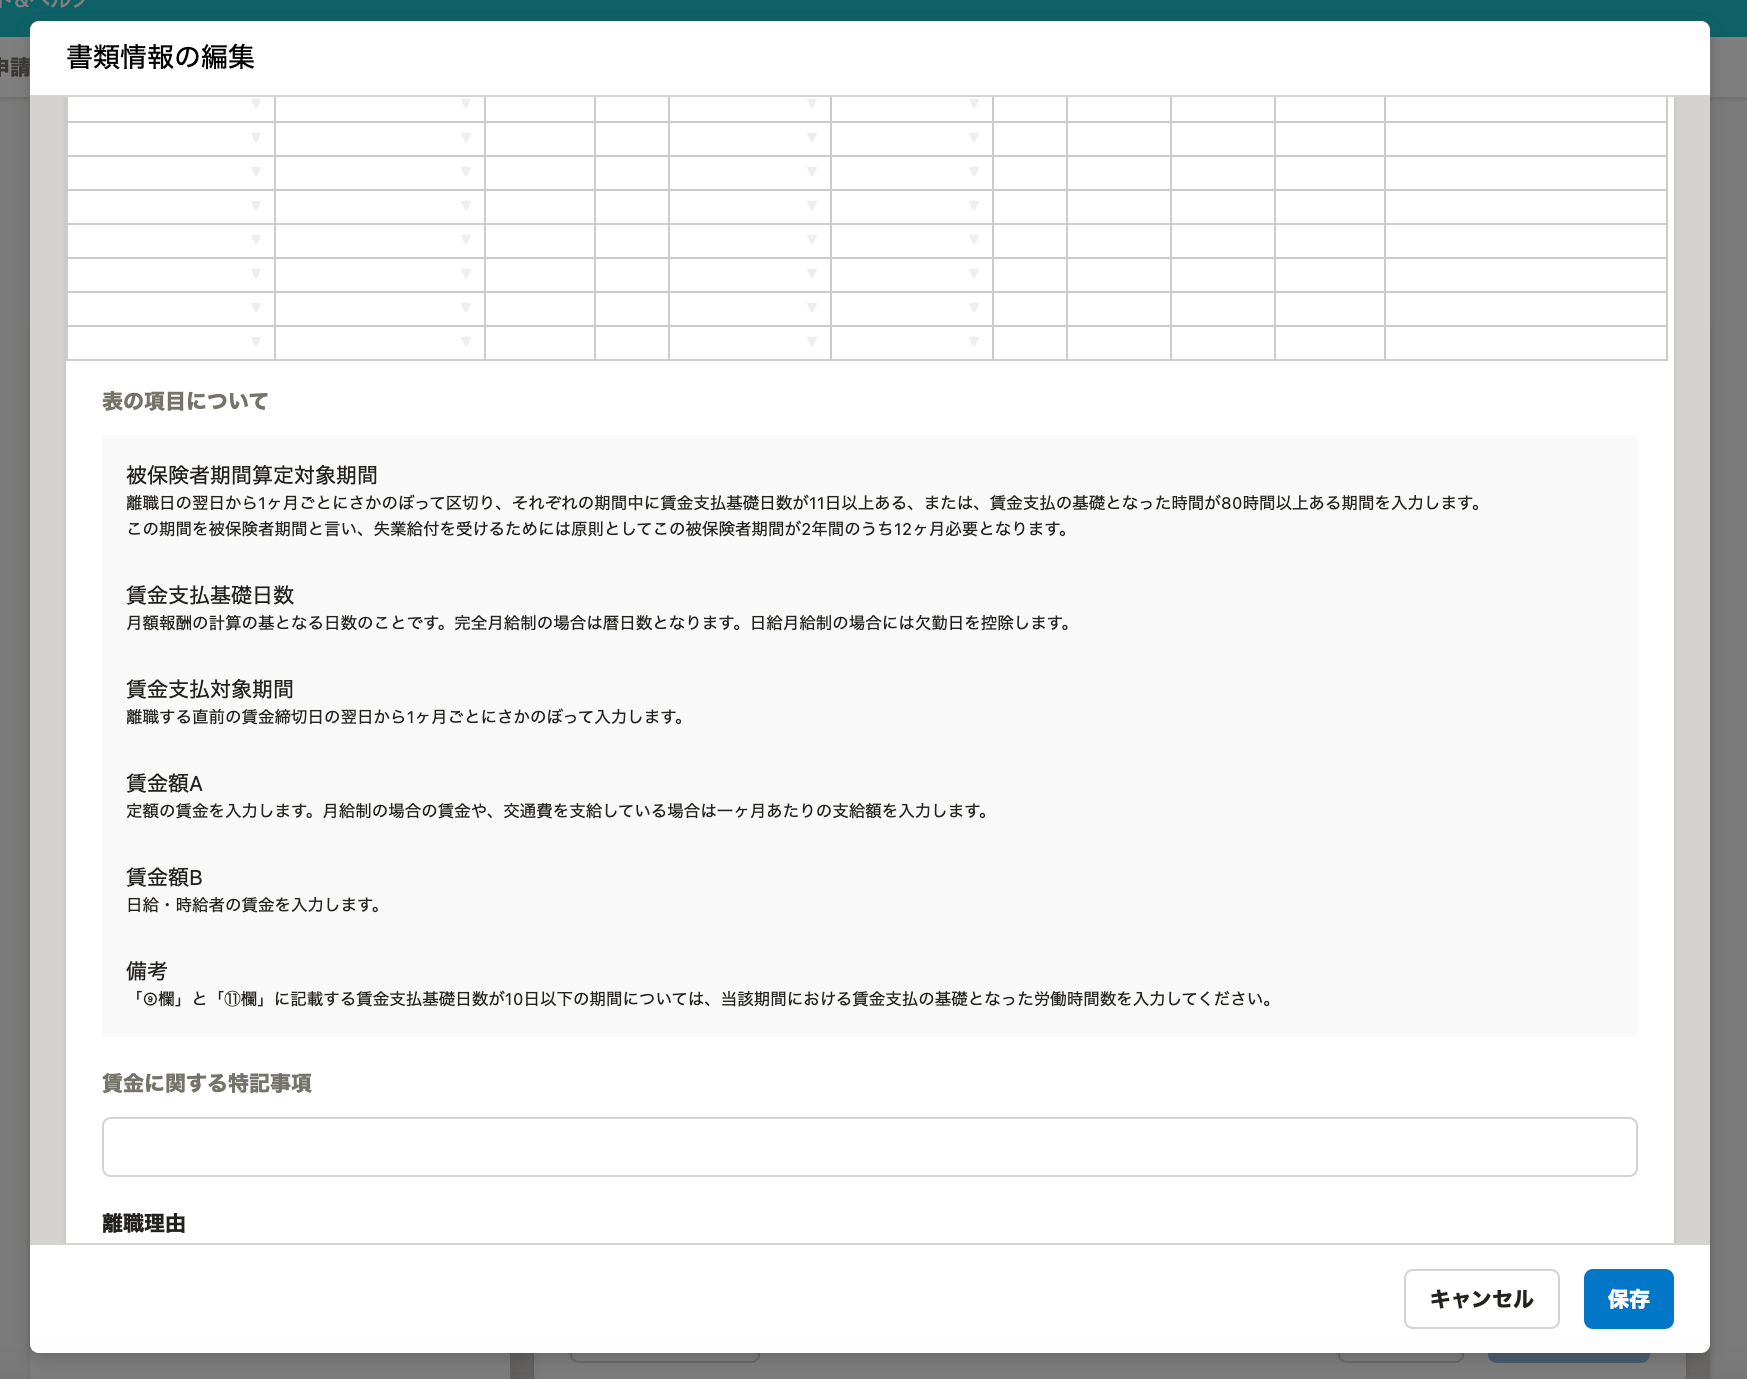 申請
書類情報の編集
表の項目について
被保険者期間算定対象期間
離職日の翌日から1ヶ月ごとにさかのぼって区切り、それぞれの期間中に賃金支払基礎日数が11日以上ある、または、賃金支払の基礎となった時間が80時間以上ある期間を入力します。
この期間を被保険者期間と言い、失業給付を受けるためには原則としてこの被保険者期間が2年間のうち12ヶ月必要となります。
賃金支払基礎日数
月額報酬の計算の基となる日数のことです。完全月給制の場合は暦日数となります。日給月給制の場合には欠勤日を控除します。
賃金支払対象期間
離職する直前の賃金締切日の翌日から1ヶ月ごとにさかのぼって入力します。
賃金額A
定額の賃金を入力します。月給制の場合の賃金や、交通費を支給している場合は一ヶ月あたりの支給額を入力します。
賃金額B
日給・時給者の賃金を入力します。
備考
「⑨欄」と「⑪欄」に記載する賃金支払基礎日数が10日以下の期間については、当該期間における賃金支払の基礎となった労働時間数を入力してください。
賃金に関する特記事項
離職理由
キャンセル
保存